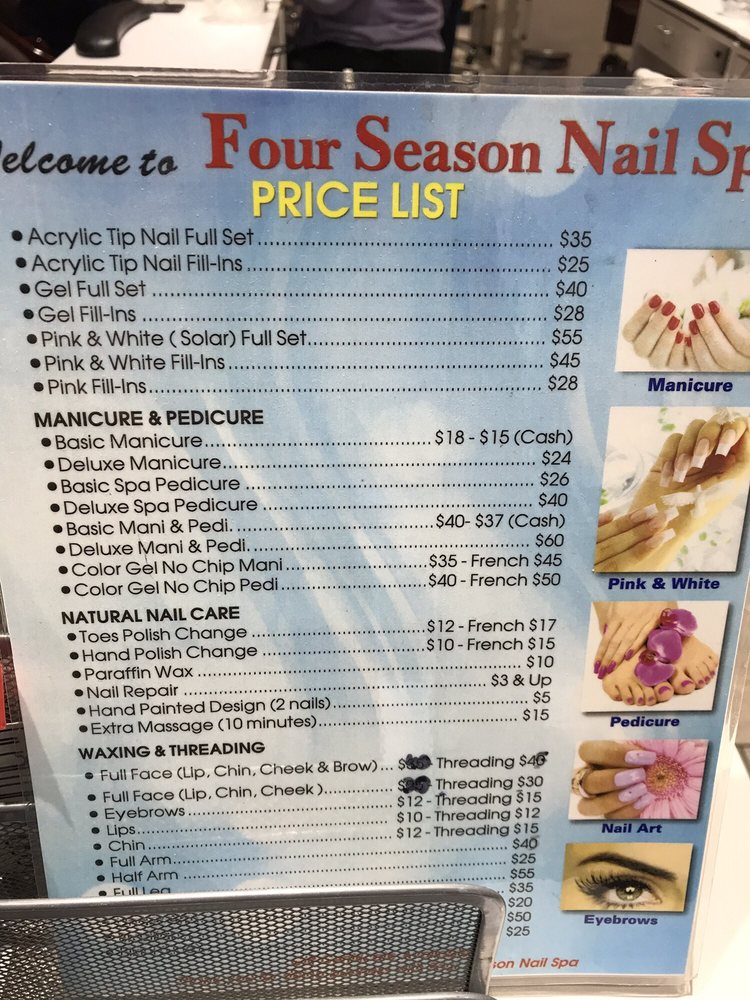 Welcome to Four Season Nail Sp
PRICE LIST
• Acrylic Tip Nail Full Set ........ $35
• Acrylic Tip Nail Fill-Ins ........ $25
• Gel Full Set ........ $40
• Gel Fill-Ins ........ $28
• Pink & White ( Solar) Full Set ........ $55
• Pink & White Fill-Ins ........ $45
• Pink Fill-Ins ........ $28
Manicure
MANICURE & PEDICURE
• Basic Manicure ........ $18 - $15 (Cash)
• Deluxe Manicure ........ $24
• Basic Spa Pedicure ........ $26
• Deluxe Spa Pedicure ........ $40
• Basic Mani & Pedi. ........ $40- $37 (Cash)
• Deluxe Mani & Pedi. ........ $60
• Color Gel No Chip Mani ........ $35 - French $45
• Color Gel No Chip Pedi ........ $40 - French $50
Pink & White
NATURAL NAIL CARE
• Toes Polish Change ........ $12 - French $17
• Hand Polish Change ........ $10 - French $15
• Paraffin Wax ........ $10
• Nail Repair ........ $3 & Up
• Hand Painted Design (2 nails) ........ $5
• Extra Massage (10 minutes) ........ $15
Pedicure
WAXING & THREADING
• Full Face (Lip, Chin, Cheek & Brow) ... $ Threading
• Full Face (Lip, Chin, Cheek ) ........ $ Threading $30
• Eyebrows ........ $12 - Threading $15
• Lips ........ $10 - Threading $12
• Chin ........ $12 - Threading $15
• Full Arm ........ $40
• Half Arm ........ $25
• Full Leg ........ $55
$35
$20
$50
$25
Nail Art
Eyebrows
son Nail Spa